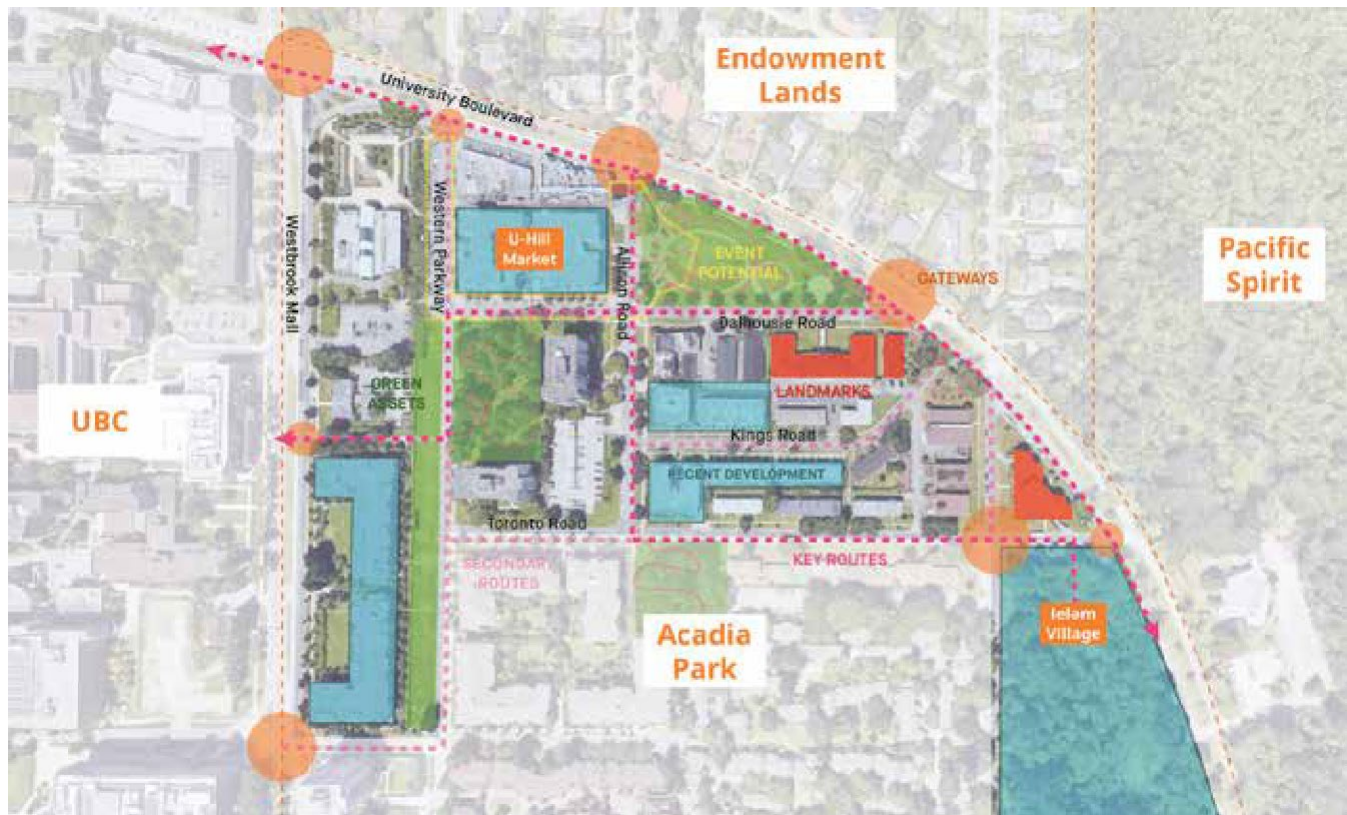 Endowment
Lands
University Boulevard
Westbrook Mall
Western Parkway
U-Hill
Market
Allison Road
EVENT
POTENTIAL
GATEWAYS
Pacific
Spirit
Dalhousie Road
GREEN
ASSETS
LANDMARKS
UBC
Kings Road
RECENT DEVELOPMENT
Toronto Road
SECONDARY
ROUTES
KEY ROUTES
lelam
Village
Acadia
Park